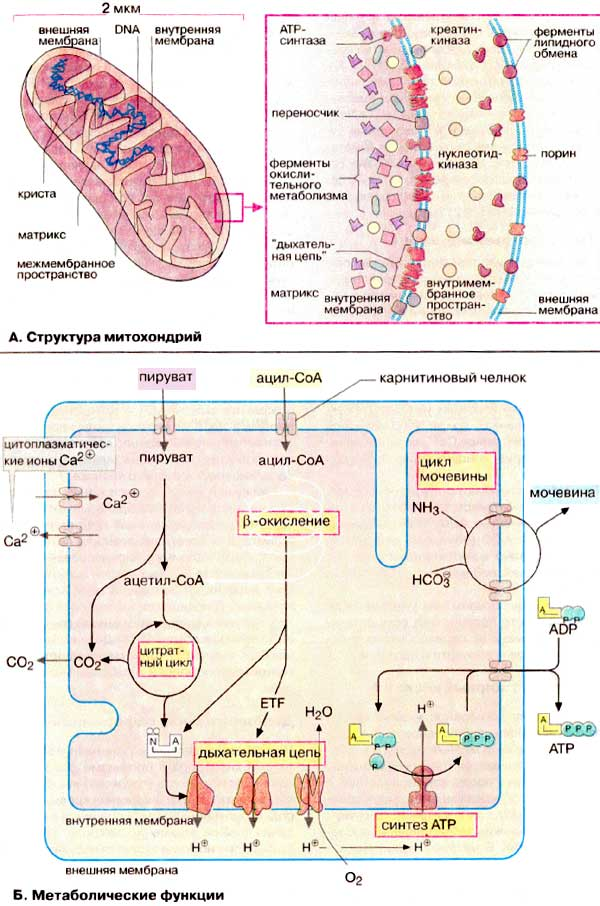 2 мкм
внешняя
мембрана
DNA
внутренняя
мембрана
криста
матрикс
межмембранное
пространство
ATP-
синтаза
креатин-
киназа
ферменты
липидного
обмена
переносчик
нуклеотид-
киназа
порин
ферменты
окисли-
тельного
метаболизма
"дыхатель-
ная цепь"
матрикс
внутренняя
мембрана
внутримем-
бранное
простран-
ство
внешняя
мембрана
А. Структура митохондрий
пируват
ацил-CoA
карнитиновый челнок
цитоплазматичес-
кие ионы Ca2⊕
пируват
ацил-CoA
цикл
мочевины
мочевина
Ca2⊕
Ca2⊕
β-окисление
NH3
HCO3⊖
ацетил-CoA
A
P P
ADP
цитрат-
ный цикл
CO2
CO2
ETF
H2O
H⊕
N A
A
P P
P
A
P P P
A
P P P
ATP
дыхательная цепь
синтез ATP
внутренняя
мембрана
H⊕
H⊕
H⊕
H⊕
O2
внешняя мембрана
Б. Метаболические функции